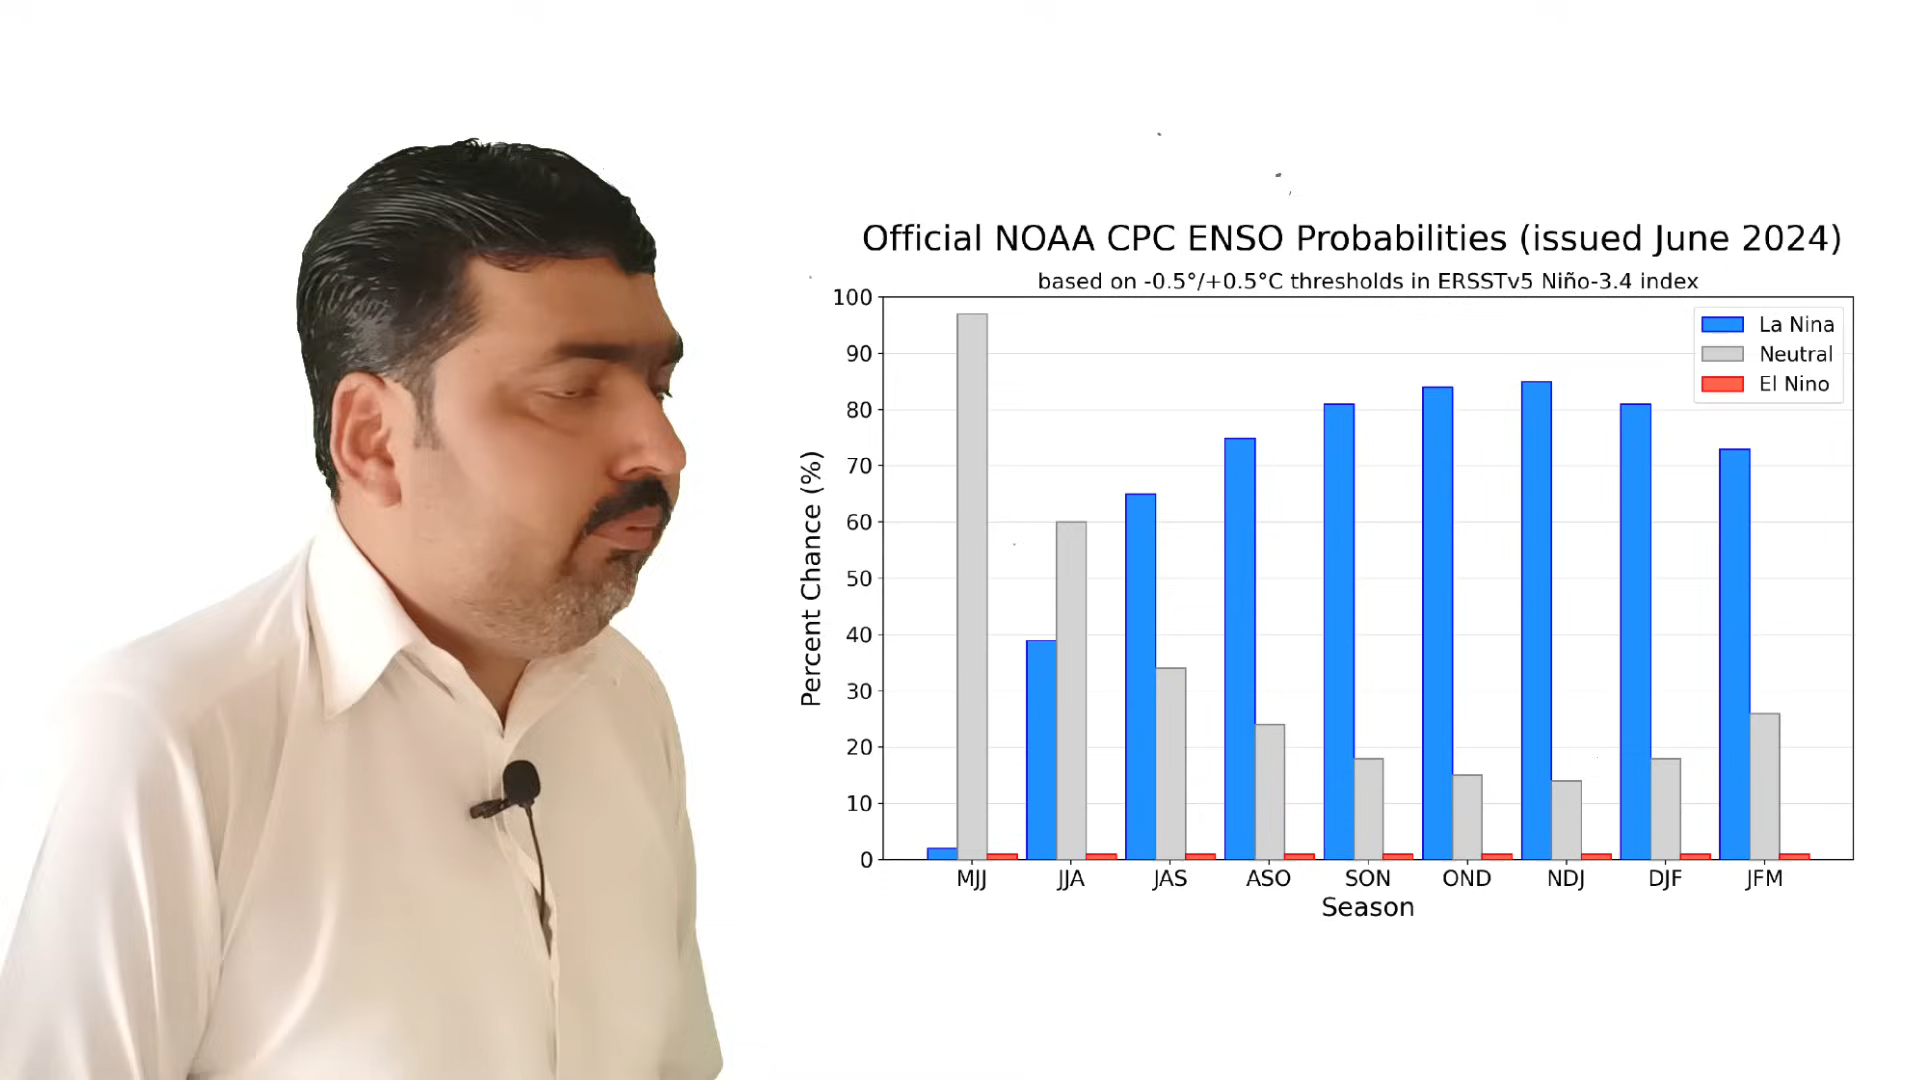 Official NOAA CPC ENSO Probabilities (issued June 2024)
based on -0.5°/+0.5°C thresholds in ERSSTv5 Niño-3.4 index
La Nina
Neutral
El Nino
Percent Chance (%)
100
90
80
70
60
50
40
30
20
10
0
MJJ JJA JAS ASO SON OND NDJ DJF JFM
Season